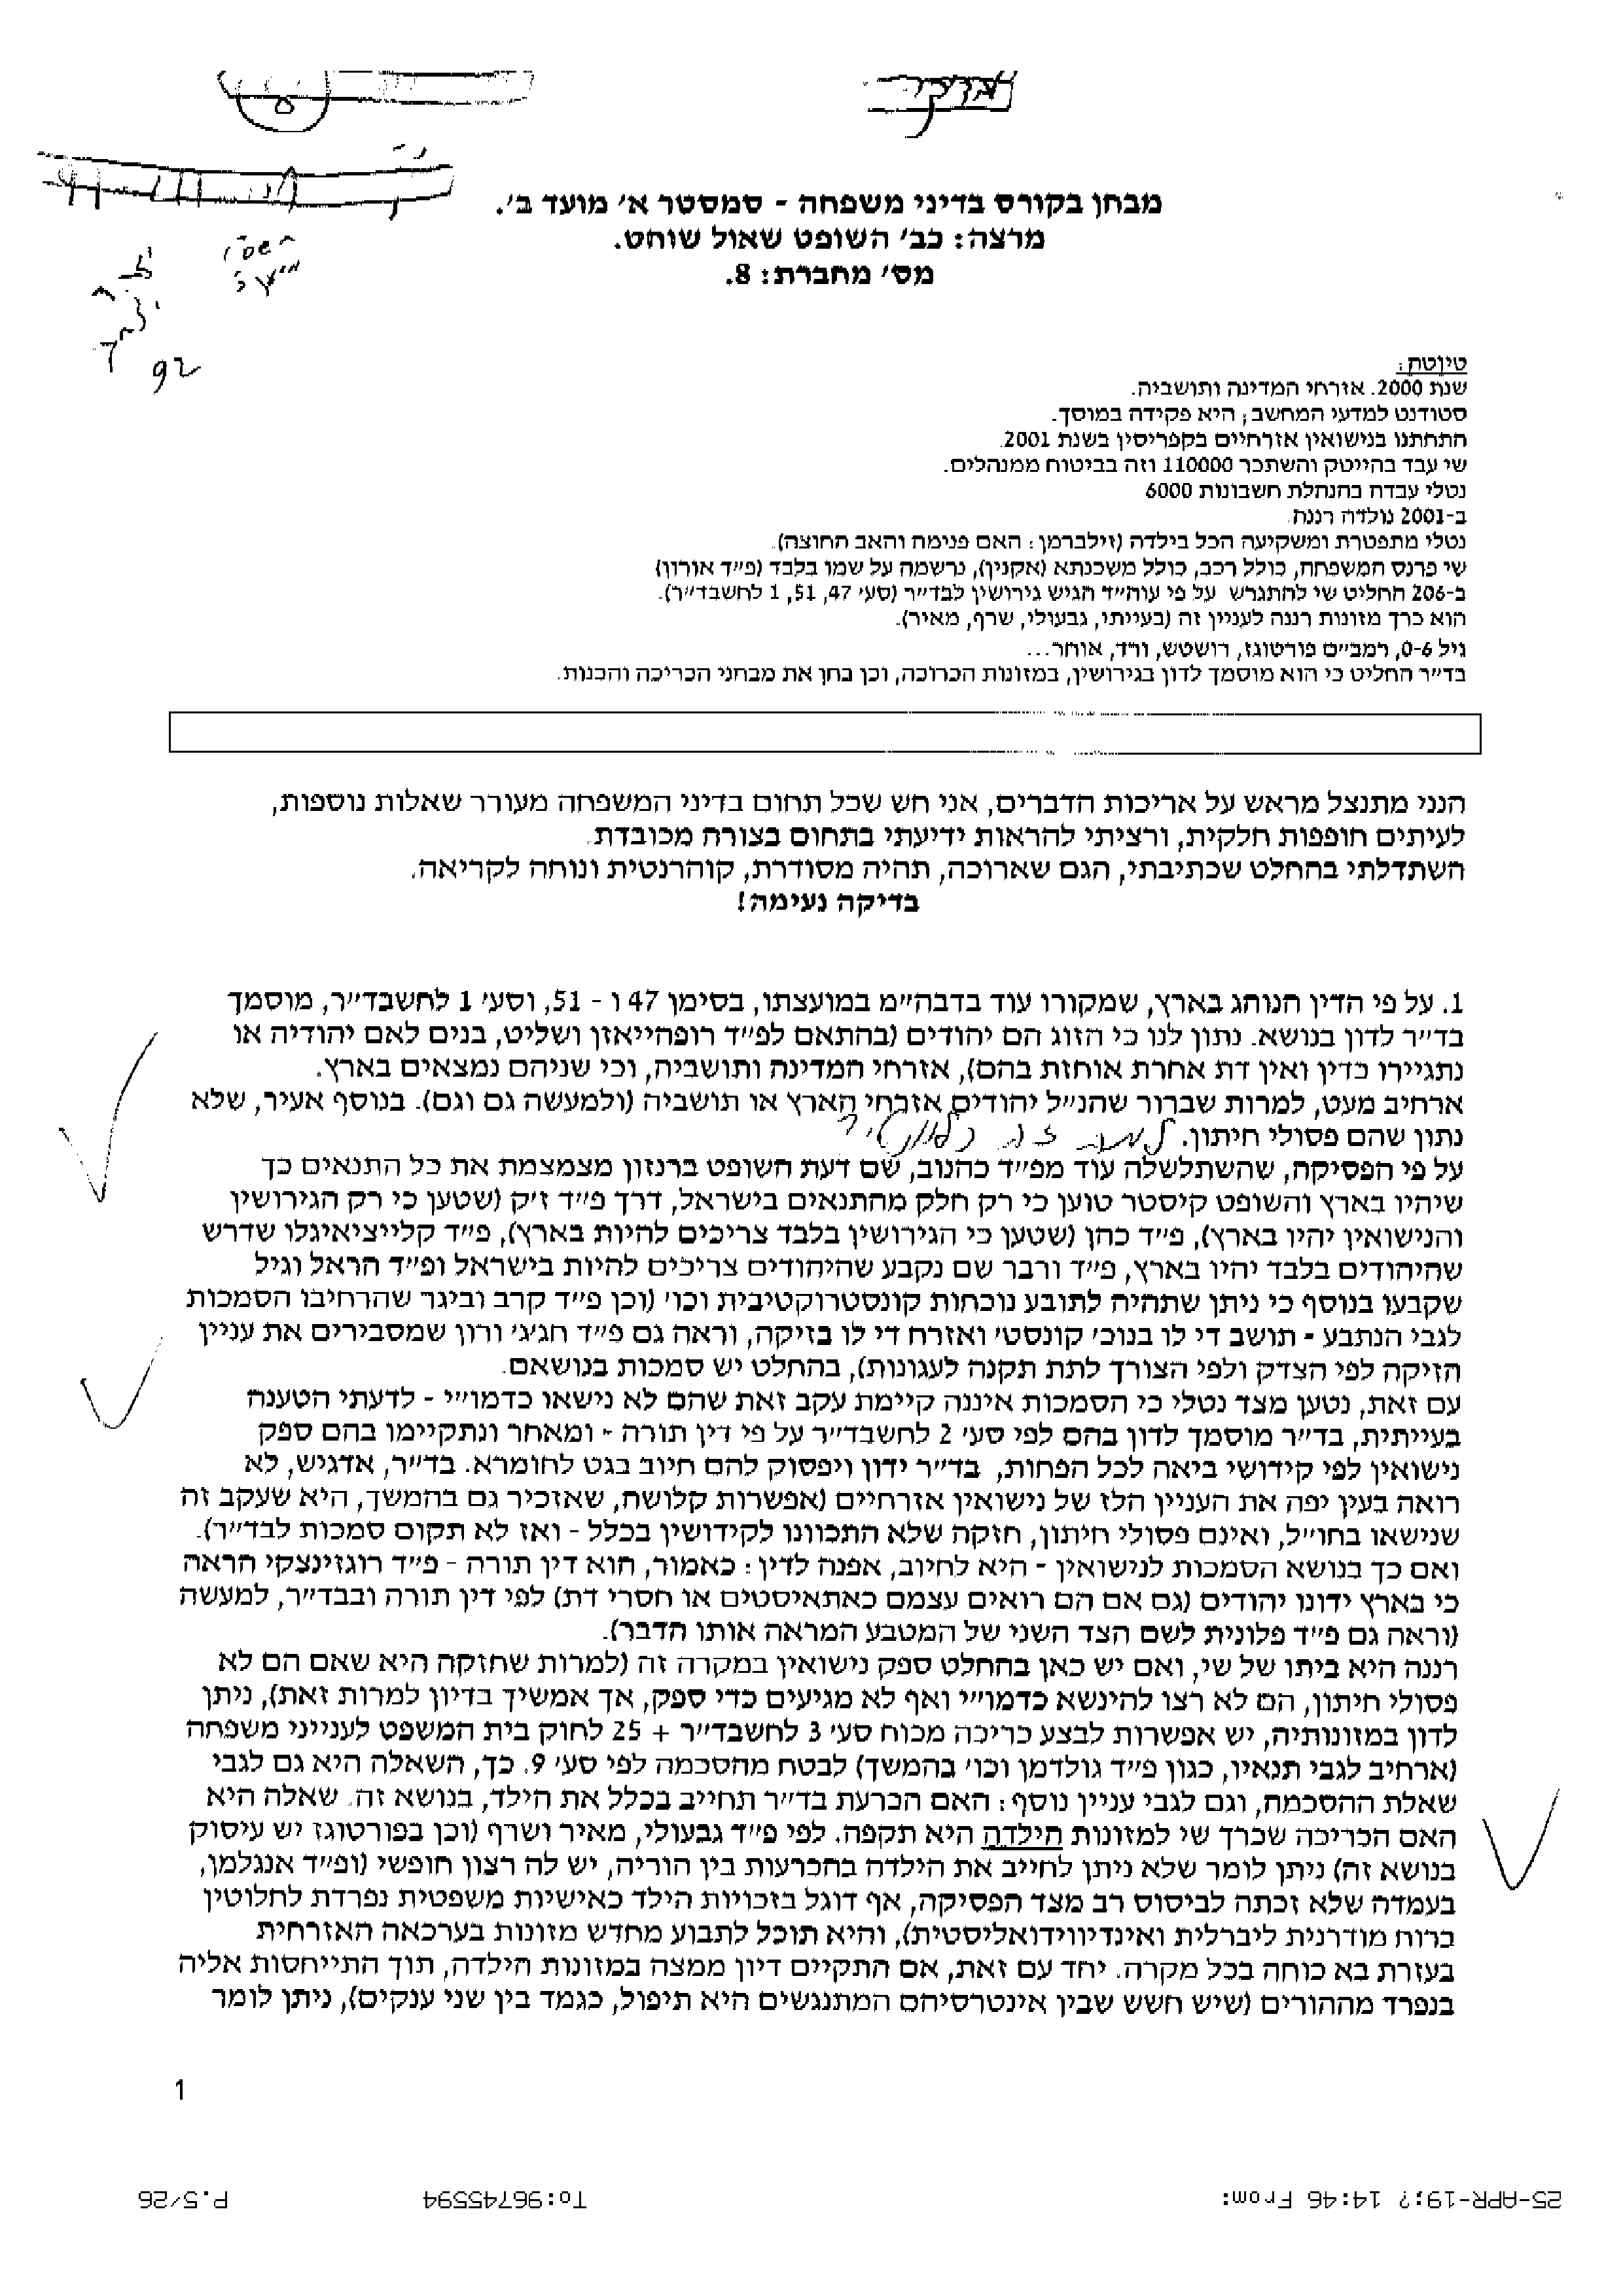 מבחן בקורס בדיני משפחה - סמסטר א׳ מועד ב׳.
מרצה: כב׳ השופט שאול שוחט.
מס׳ מחברת: 8.
92
טיוטה:
שנת 2000. אזרחי המדינה ותושביה.
סטודנט למדעי המחשב; היא פקידה במוסך.
התחתנו בנישואין אזרחיים בקפריסין בשנת 2001.
שי עבד בהייטק והשתכר 110000 וזה בביטוח ממנהלים.
נטלי עבדה בהנהלת חשבונות 6000
ב-2001 נולדה רננה.
נטלי מתפטרת ומשקיעה הכל בילדה (זילברמן: האם פנימה והאב החוצה).
שי פרנס המשפחה, כולל רכב, כולל משכנתא (אקנין), נרשמה על שמו בלבד (פ״ד אורון)
ב-206 החליט שי להתגרש על פי עוה״ד הגיש גירושין לבד״ר (סע׳ 47, 51, 1 לחשבד״ר).
הוא כרך מזונות רננה לעניין זה (בעייתי, גבעולי, שרף, מאיר).
גיל 0-6, רמב״ם פורטוגז, רושטש, ורד, אוחר...
בד״ר החליט כי הוא מוסמך לדון בגירושין, במזונות הכרוכה, וכן בחן את מבחני הכריכה והכנות.
הנני מתנצל מראש על אריכות הדברים, אני חש שכל תחום בדיני המשפחה מעורר שאלות נוספות,
לעיתים חופפות חלקית, ורציתי להראות ידיעתי בתחום בצורה מכובדת.
השתדלתי בהחלט שכתיבתי, הגם שארוכה, תהיה מסודרת, קוהרנטית ונוחה לקריאה.
בדיקה נעימה!
1. על פי הדין הנוהג בארץ, שמקורו עוד בדבה״מ במועצתו, בסימן 47 ו - 51, וסע׳ 1 לחשבד״ר, מוסמך
בד״ר לדון בנושא. נתון לנו כי הזוג הם יהודים (בהתאם לפ״ד רופהייאזן ושליט, בנים לאם יהודיה או
נתגיירו כדין ואין דת אחרת אוחזת בהם), אזרחי המדינה ותושביה, וכי שניהם נמצאים בארץ.
ארחיב מעט, למרות שברור שהנ״ל יהודים אזרחי הארץ או תושביה (ולמעשה גם וגם). בנוסף אעיר, שלא
נתון שהם פסולי חיתון.
על פי הפסיקה, שהשתלשלה עוד מפ״ד כהנוב, שם דעת השופט ברנזון מצמצמת את כל התנאים כך
שיהיו בארץ והשופט קיסטר טוען כי רק חלק מהתנאים בישראל, דרך פ״ד זיק (שטען כי רק הגירושין
והנישואין יהיו בארץ), פ״ד כהן (שטען כי הגירושין בלבד צריכים להיות בארץ), פ״ד קלייציאיגלו שדרש
שהיהודים בלבד יהיו בארץ, פ״ד ורבר שם נקבע שהיהודים צריכים להיות בישראל ופ״ד הראל וגיל
שקבעו בנוסף כי ניתן שתהיה לתובע נוכחות קונסטרוקטיבית וכו׳ (וכן פ״ד קרב וביגר שהרחיבו הסמכות
לגבי הנתבע - תושב די לו בנוכ׳ קונסט׳ ואזרח די לו בזיקה, וראה גם פ״ד חגיג׳ ורון שמסבירים את עניין
הזיקה לפי הצדק ולפי הצורך לתת תקנה לעגונות), בהחלט יש סמכות בנושאם.
עם זאת, נטען מצד נטלי כי הסמכות איננה קיימת עקב זאת שהם לא נישאו כדמו״י - לדעתי הטענה
בעייתית, בד״ר מוסמך לדון בהם לפי סע׳ 2 לחשבד״ר על פי דין תורה - ומאחר ונתקיימו בהם ספק
נישואין לפי קידושי ביאה לכל הפחות, בד״ר ידון ויפסוק להם חיוב בגט לחומרא. בד״ר, אדגיש, לא
רואה בעין יפה את העניין הלז של נישואין אזרחיים (אפשרות קלושה, שאזכיר גם בהמשך, היא שעקב זה
שנישאו בחו״ל, ואינם פסולי חיתון, חזקה שלא התכוונו לקידושין בכלל - ואז לא תקום סמכות לבד״ר).
ואם כך בנושא הסמכות לנישואין - היא לחיוב, אפנה לדין: כאמור, הוא דין תורה - פ״ד רוגזינצקי הראה
כי בארץ ידונו יהודים (גם אם הם רואים עצמם כאתאיסטים או חסרי דת) לפי דין תורה ובבד״ר, למעשה
(וראה גם פ״ד פלונית לשם הצד השני של המטבע המראה אותו הדבר).
רננה היא ביתו של שי, ואם יש כאן בהחלט ספק נישואין במקרה זה (למרות שחזקה היא שאם הם לא
פסולי חיתון, הם לא רצו להינשא כדמו״י ואף לא מגיעים כדי ספק, אך אמשיך בדיון למרות זאת), ניתן
לדון במזונותיה, יש אפשרות לבצע כריכה מכוח סע׳ 3 לחשבד״ר + 25 לחוק בית המשפט לענייני משפחה
(ארחיב לגבי תנאיו, כגון פ״ד גולדמן וכו׳ בהמשך) לבטח מהסכמה לפי סע׳ 9. כך, השאלה היא גם לגבי
שאלת ההסכמה, וגם לגבי עניין נוסף: האם הכרעת בד״ר תחייב בכלל את הילד, בנושא זה. שאלה היא
האם הכריכה שכרך שי למזונות הילדה היא תקפה. לפי פ״ד גבעולי, מאיר ושרף (וכן בפורטוגז יש עיסוק
בנושא זה) ניתן לומר שלא ניתן לחייב את הילדה בהכרעות בין הוריה, יש לה רצון חופשי (ופ״ד אנגלמן,
בעמדה שלא זכתה לביסוס רב מצד הפסיקה, אף דוגל בזכויות הילד כאישיות משפטית נפרדת לחלוטין
ברוח מודרנית ליברלית ואינדיווידואליסטית), והיא תוכל לתבוע מחדש מזונות בערכאה האזרחית
בעזרת בא כוחה בכל מקרה. יחד עם זאת, אם התקיים דיון ממצה במזונות הילדה, תוך התייחסות אליה
בנפרד מההורים (שיש חשש שבין אינטרסיהם המתנגשים היא תיפול, כגמד בין שני ענקים), ניתן לומר
1
25-APR-19;? 14:46 From: To:96745594 P.5/26